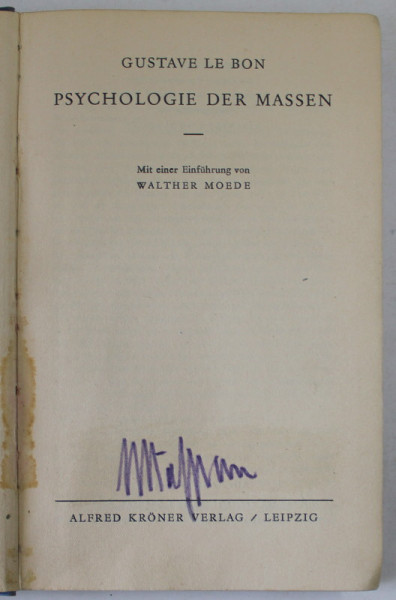 GUSTAVE LE BON
PSYCHOLOGIE DER MASSEN
Mit einer Einführung von
WALTHER MOEDE
ALFRED KRÖNER VERLAG / LEIPZIG